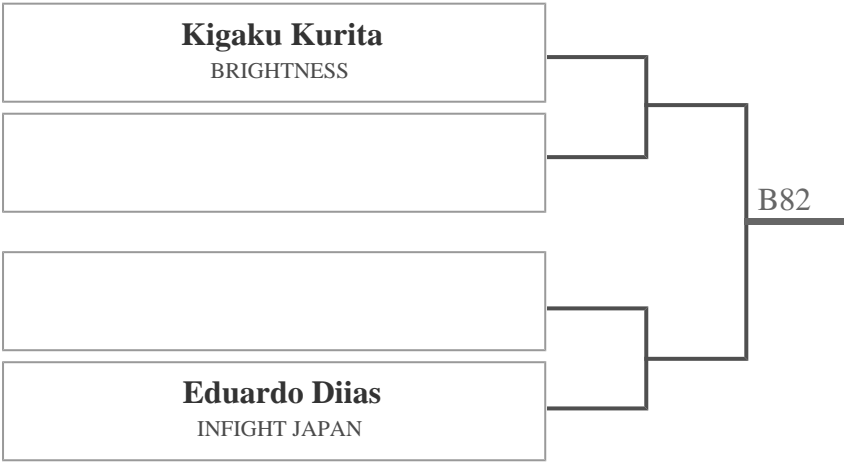 Kigaku Kurita
BRIGHTNESS
B82
Eduardo Diias
INFIGHT JAPAN